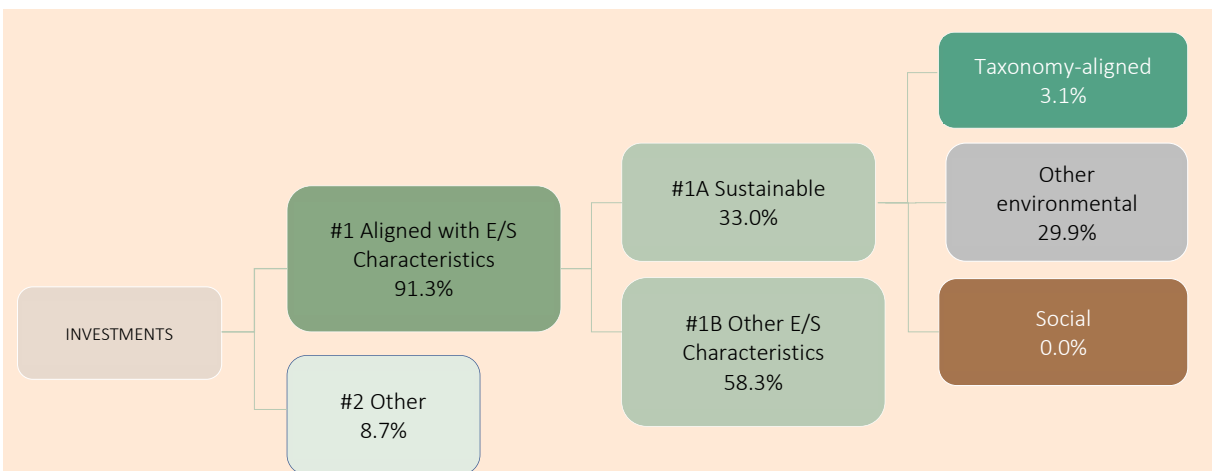 INVESTMENTS
#1 Aligned with E/S
Characteristics
91.3%
#2 Other
8.7%
#1A Sustainable
33.0%
#1B Other E/S
Characteristics
58.3%
Taxonomy-aligned
3.1%
Other
environmental
29.9%
Social
0.0%